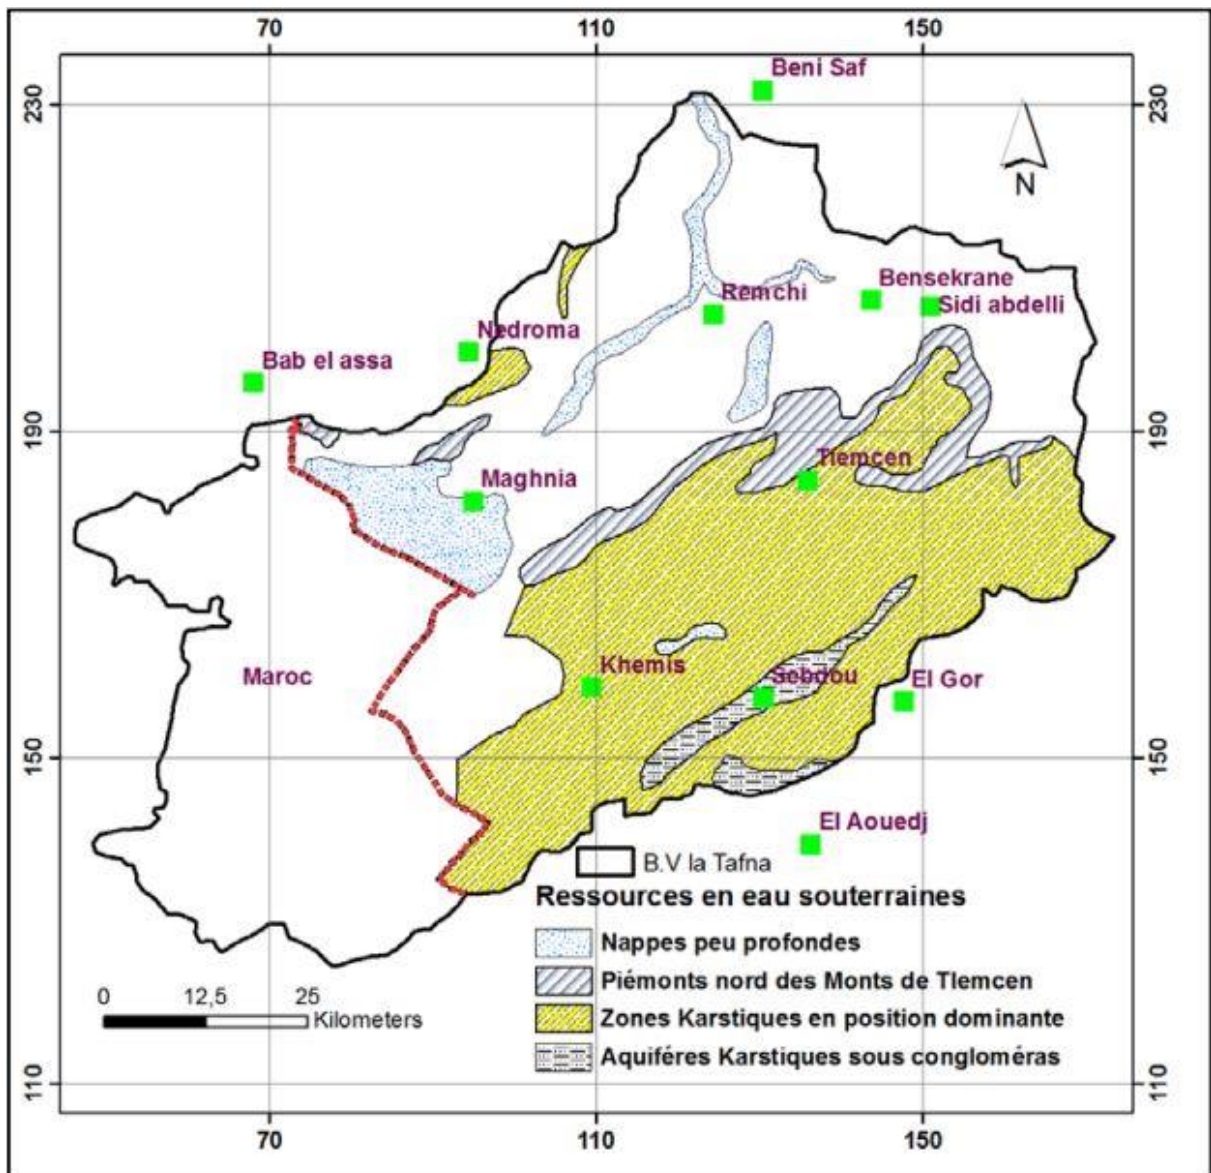 70 110 150
230 230
Beni Saf
N
Bensekrane
Remchi
Sidi abdelli
Nedroma
Bab el assa
190 190
Tlemcen
Maghnia
Khemis
Maroc
Sebdou
El Gor
150 150
El Aouedj
B.V la Tafna
Ressources en eau souterraines
Nappes peu profondes
Piémonts nord des Monts de Tlemcen
Zones Karstiques en position dominante
Aquiféres Karstiques sous congloméras
0 12,5 25
Kilometers
110 110
70 110 150